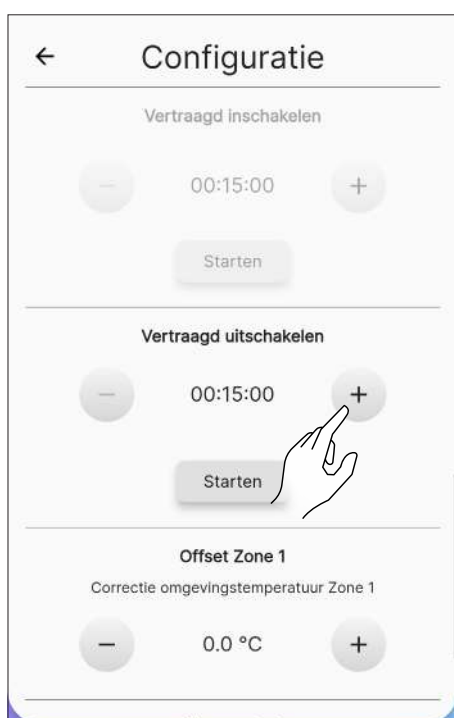 ← Configuratie
Vertraagd inschakelen
− 00:15:00 +
Starten
Vertraagd uitschakelen
− 00:15:00 +
Starten
Offset Zone 1
Correctie omgevingstemperatuur Zone 1
− 0.0 °C +